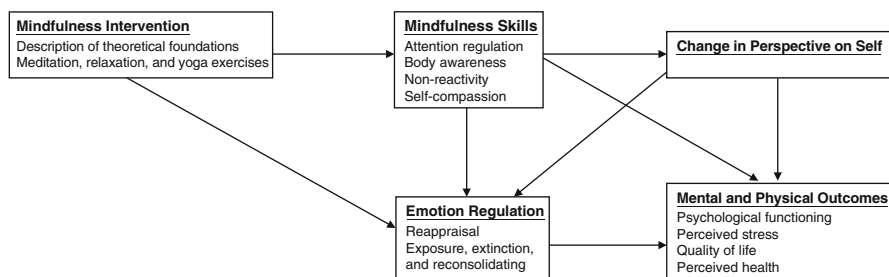 Mindfulness Intervention
Description of theoretical foundations
Meditation, relaxation, and yoga exercises
Mindfulness Skills
Attention regulation
Body awareness
Non-reactivity
Self-compassion
Change in Perspective on Self
Emotion Regulation
Reappraisal
Exposure, extinction,
and reconsolidating
Mental and Physical Outcomes
Psychological functioning
Perceived stress
Quality of life
Perceived health